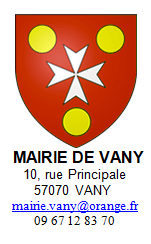 MAIRIE DE VANY
10, rue Principale
57070 VANY
mairie.vany@orange.fr
09 67 12 83 70